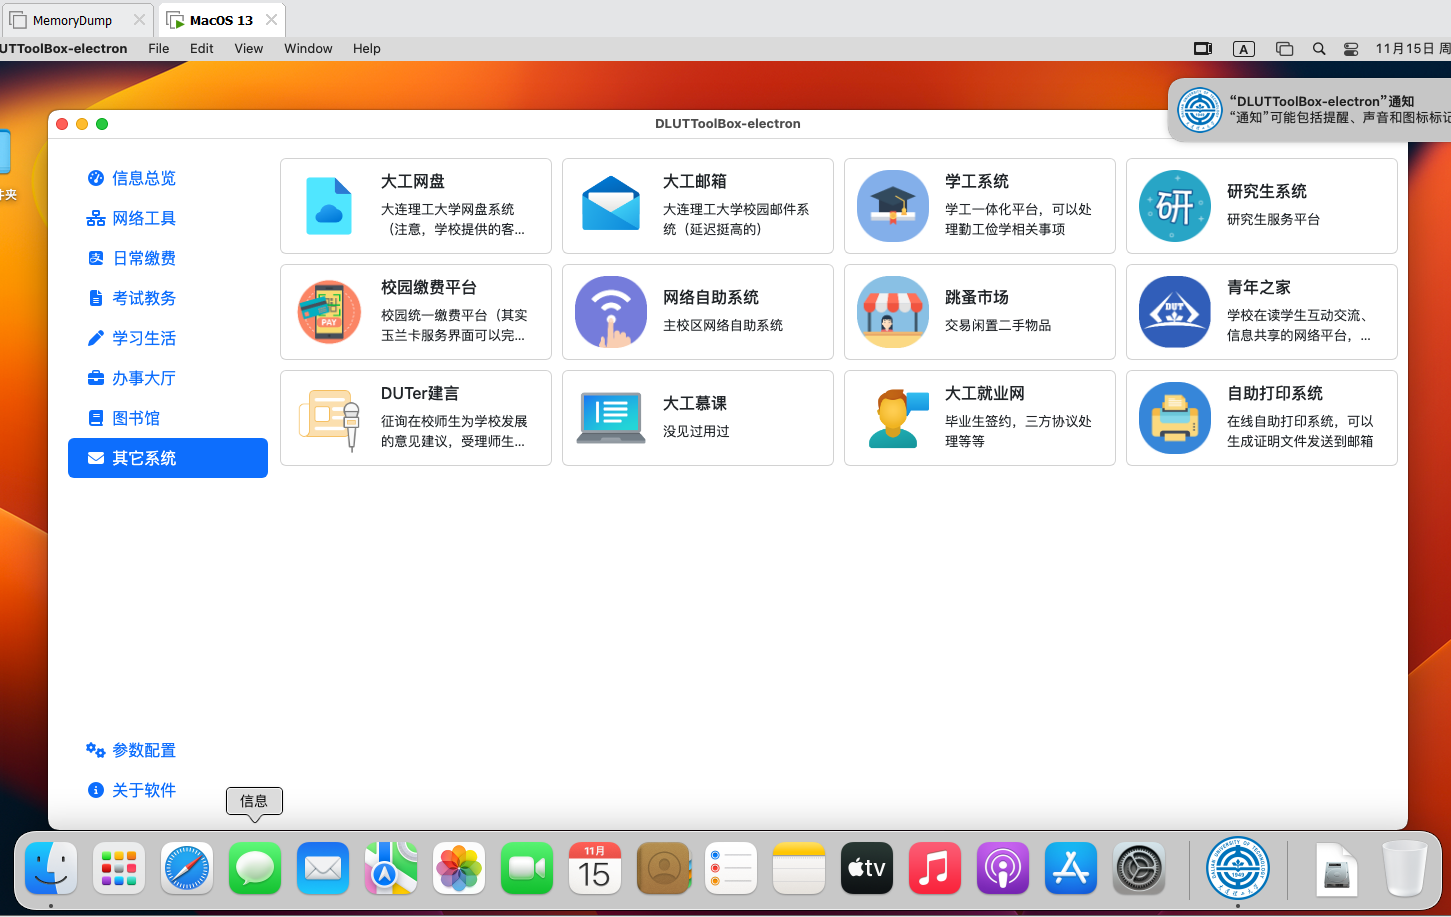 MemoryDump
MacOS 13
UTToolBox-electron File Edit View Window Help
A
11月15日 周
“DLUTToolBox-electron”通知
“通知”可能包括提醒、声音和图标标记
DLUTToolBox-electron
件夹
信息总览
网络工具
日常缴费
考试教务
学习生活
办事大厅
图书馆
其它系统
参数配置
关于软件
大工网盘
大连理工大学网盘系统
（注意，学校提供的客...
大工邮箱
大连理工大学校园邮件系
统（延迟挺高的）
学工系统
学工一体化平台，可以处
理勤工俭学相关事项
研
研究生系统
研究生服务平台
PAY
校园缴费平台
校园统一缴费平台（其实
玉兰卡服务界面可以完...
网络自助系统
主校区网络自助系统
跳蚤市场
交易闲置二手物品
DUT
青年之家
学校在读学生互动交流、
信息共享的网络平台，...
DUTer建言
征询在校师生为学校发展
的意见建议，受理师生...
大工慕课
没见过用过
大工就业网
毕业生签约，三方协议处
理等等
自助打印系统
在线自助打印系统，可以
生成证明文件发送到邮箱
信息
11月
15
tv
DALIAN UNIVERSITY OF TECHNOLOGY
1949
大连理工大学